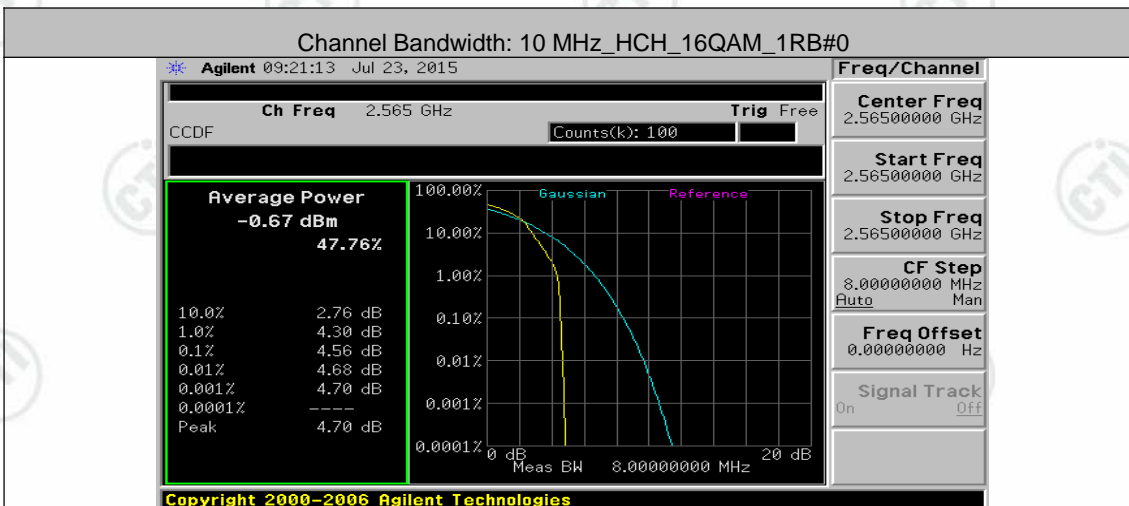 Channel Bandwidth: 10 MHz_HCH_16QAM_1RB#0
Agilent 09:21:13 Jul 23, 2015
Freq/Channel
Ch Freq 2.565 GHz
Trig Free
CCDF
Counts(k): 100
Average Power
-0.67 dBm
47.76%
10.0% 2.76 dB
1.0% 4.30 dB
0.1% 4.56 dB
0.01% 4.68 dB
0.001% 4.70 dB
0.0001% ----
Peak 4.70 dB
Gaussian
Reference
100.00%
10.00%
1.00%
0.10%
0.01%
0.001%
0.0001%
0 dB
20 dB
Meas BW 8.00000000 MHz
Center Freq
2.56500000 GHz
Start Freq
2.56500000 GHz
Stop Freq
2.56500000 GHz
CF Step
8.00000000 MHz
Auto Man
Freq Offset
0.00000000 Hz
Signal Track
On Off
Copyright 2000-2006 Agilent Technologies
CTI
CTI